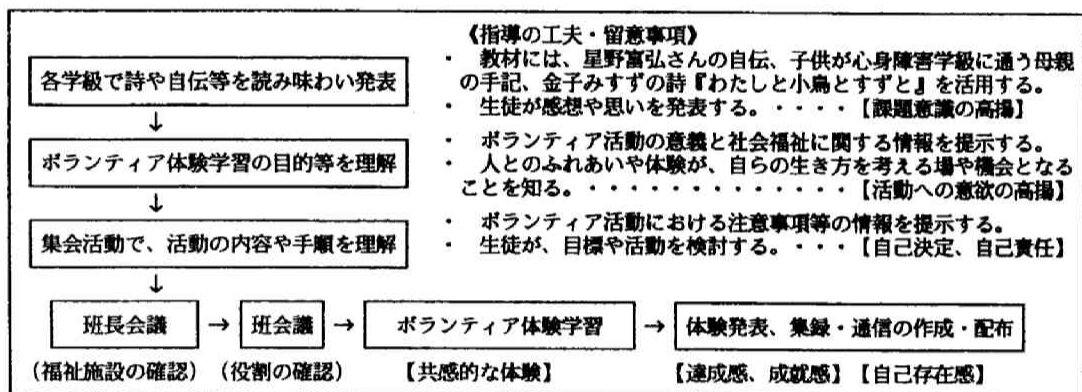 《指導の工夫・留意事項》
各学級で詩や自伝等を読み味わい発表
・ 教材には、星野富弘さんの自伝、子供が心身障害学級に通う母親
の手記、金子みすずの詩『わたしと小鳥とすずと』を活用する。
・ 生徒が感想や思いを発表する。・・・・【課題意識の高揚】
↓
ボランティア体験学習の目的等を理解
・ ボランティア活動の意義と社会福祉に関する情報を提示する。
・ 人とのふれあいや体験が、自らの生き方を考える場や機会となる
ことを知る。・・・・・・・・・・・・・【活動への意欲の高揚】
↓
集会活動で、活動の内容や手順を理解
・ ボランティア活動における注意事項等の情報を提示する。
・ 生徒が、目標や活動を検討する。・・・【自己決定、自己責任】
↓
班長会議 → 班会議 → ボランティア体験学習 → 体験発表、集録・通信の作成・配布
（福祉施設の確認）（役割の確認） 【共感的な体験】 【達成感、成就感】【自己存在感】